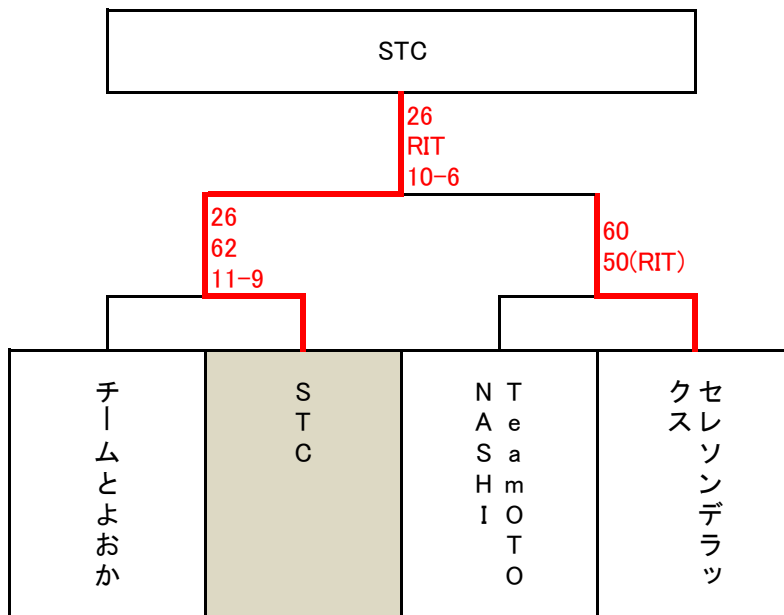 STC
26
RIT
10-6
26
62
11-9
60
50(RIT)
チームとよおか
STC
TeamOTO
NASHI
セレソンデラッ
クス